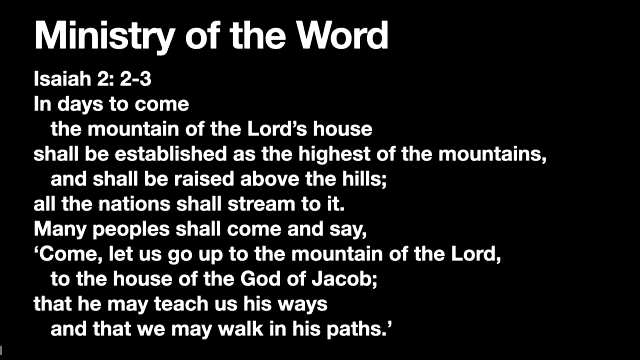 Ministry of the Word
Isaiah 2: 2-3
In days to come
the mountain of the Lord’s house
shall be established as the highest of the mountains,
and shall be raised above the hills;
all the nations shall stream to it.
Many peoples shall come and say,
‘Come, let us go up to the mountain of the Lord,
to the house of the God of Jacob;
that he may teach us his ways
and that we may walk in his paths.’